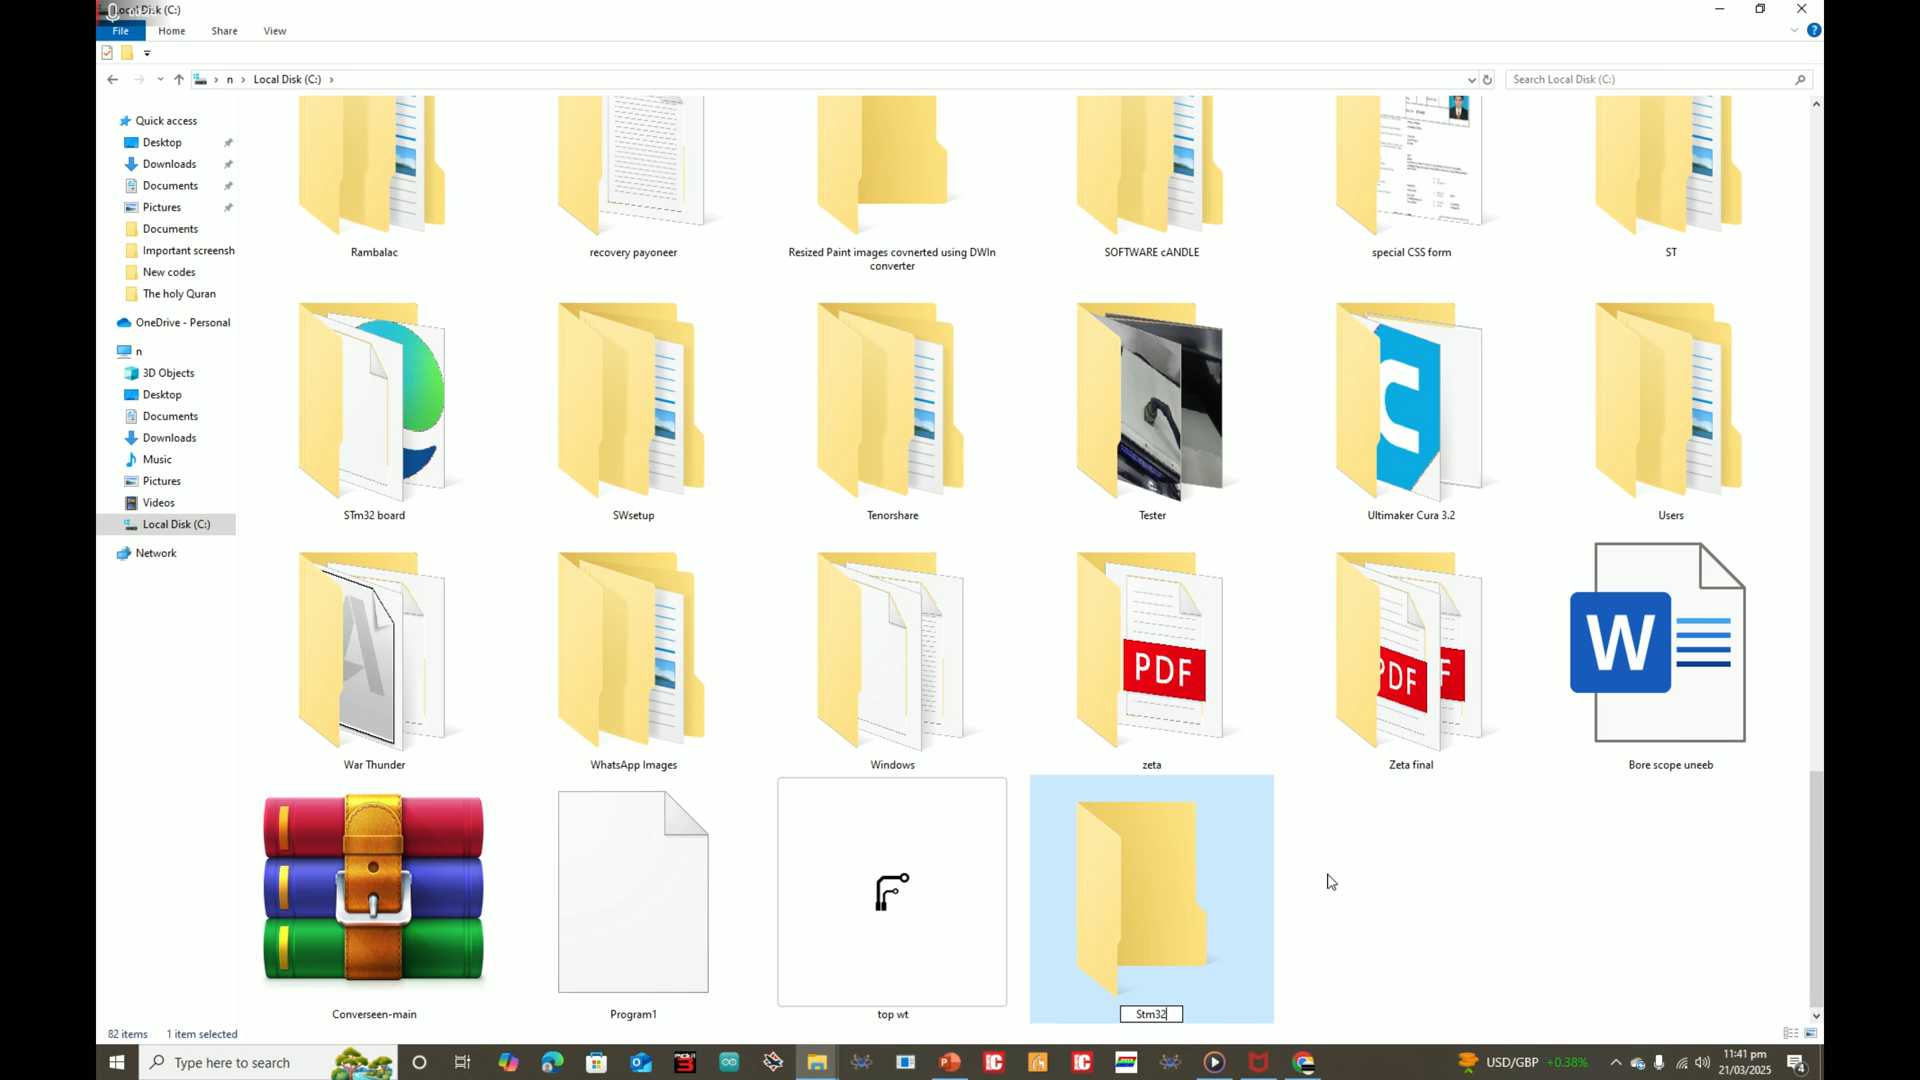 Local Disk (C:)
File
Home
Share
View
n
Local Disk (C:)
Search Local Disk (C:)
Quick access
Desktop
Downloads
Documents
Pictures
Documents
Important screensh
New codes
The holy Quran
OneDrive - Personal
n
3D Objects
Desktop
Documents
Downloads
Music
Pictures
Videos
Local Disk (C:)
Network
Rambalac
recovery payoneer
Resized Paint images covnerted using DWIn
converter
SOFTWARE cANDLE
special CSS form
ST
STm32 board
SWsetup
Tenorshare
Tester
Ultimaker Cura 3.2
Users
War Thunder
WhatsApp Images
Windows
PDF
zeta
PDF
F
Zeta final
W
Bore scope uneeb
Converseen-main
Program1
top wt
Stm32
82 items
1 item selected
Type here to search
USD/GBP +0.38%
11:41 pm
21/03/2025
4